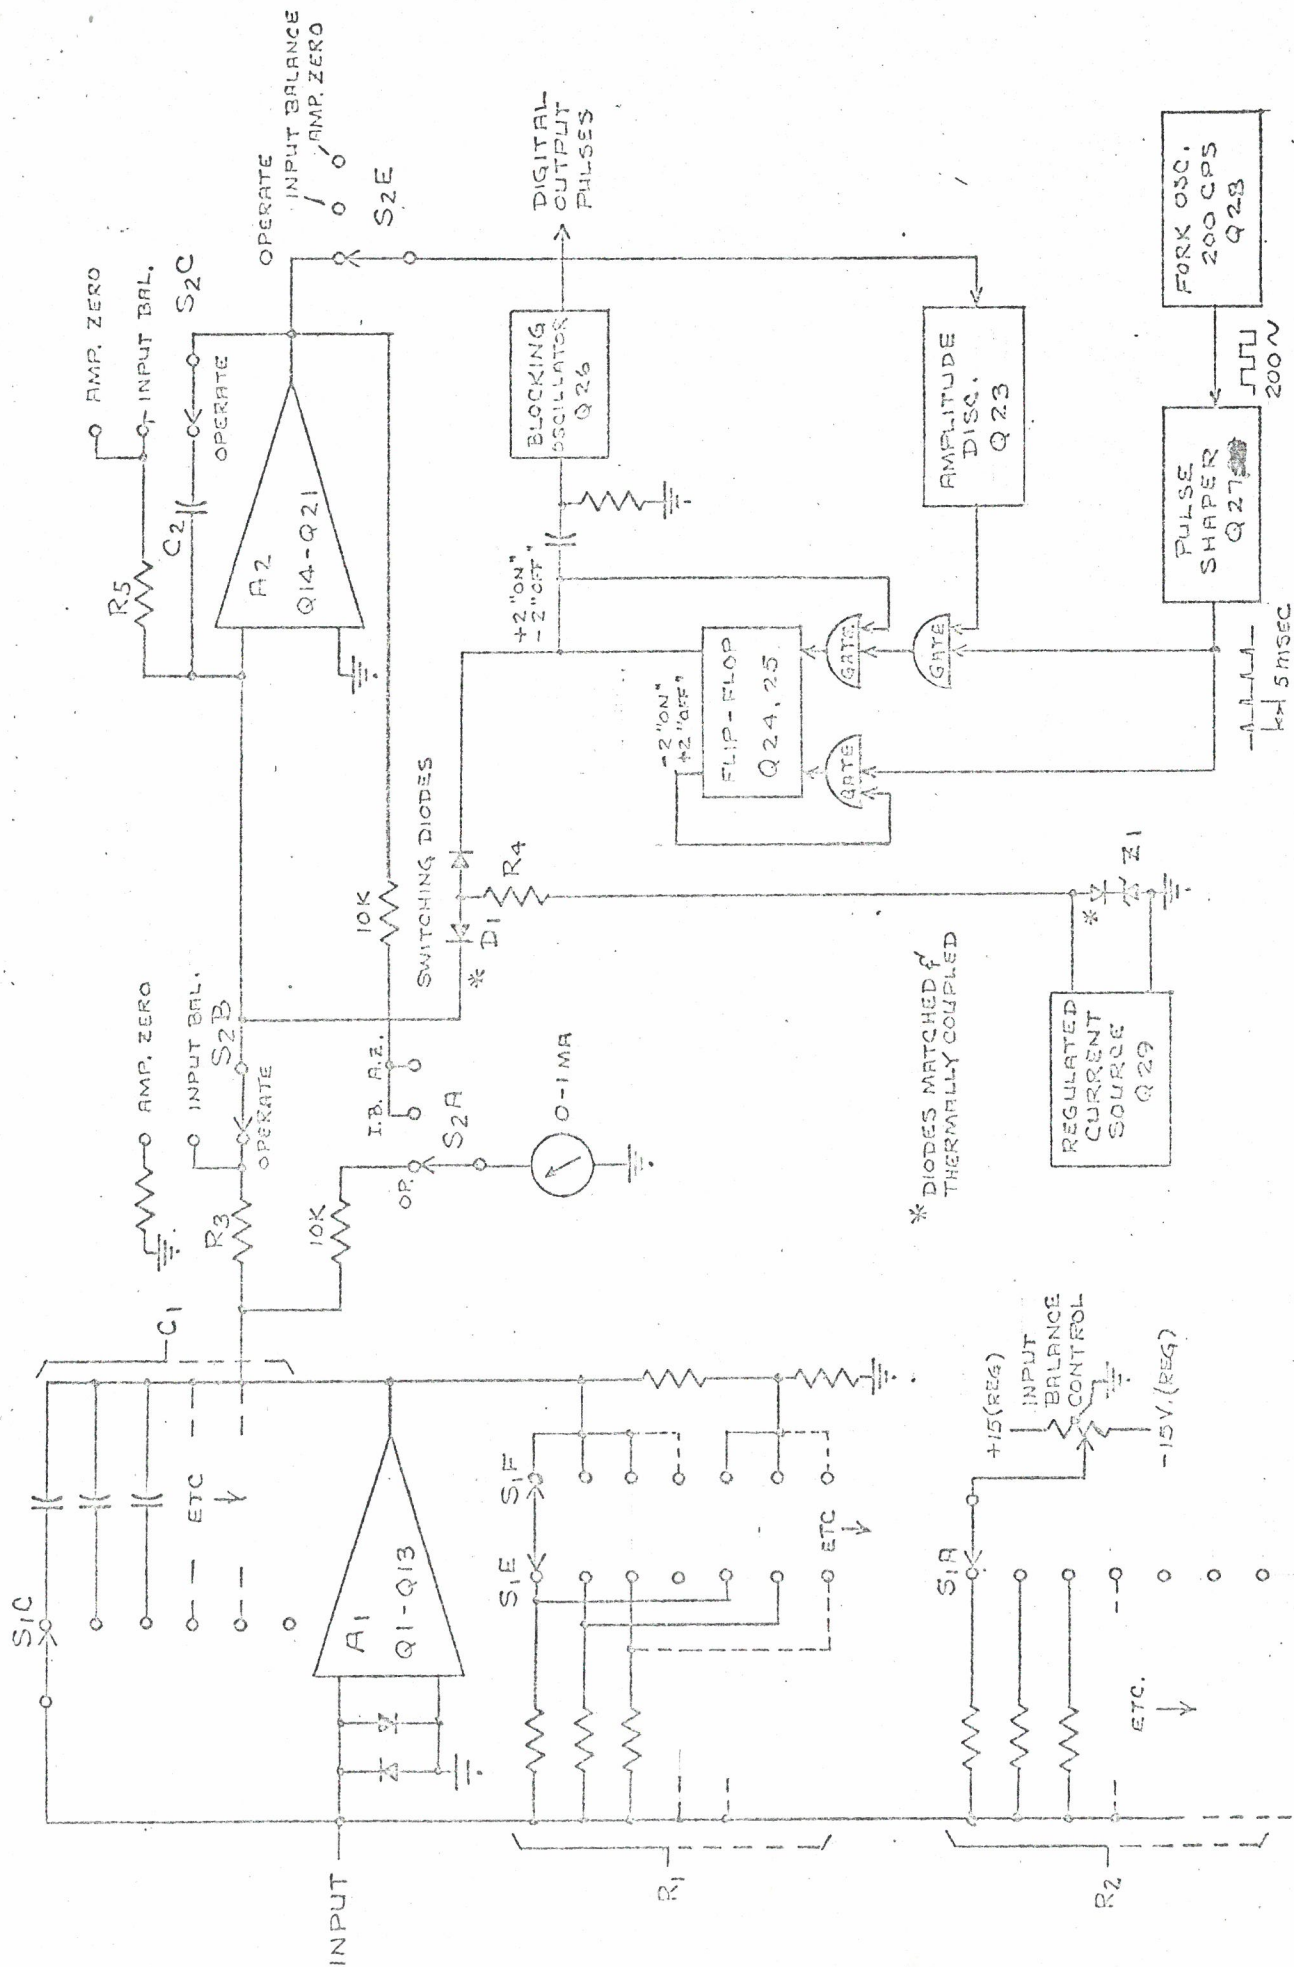 S1C
C1
ETC
INPUT
A1
Q1-Q13
R3
10K
AMP. ZERO
INPUT BAL.
S2B
OPERATE
I.B.
A.Z.
OP.
S2A
0-1 MA
10K
R5
C2
AMP. ZERO
INPUT BAL.
S2C
OPERATE
A2
Q14-Q21
OPERATE
INPUT BALANCE
AMP. ZERO
S2E
S1E
S1F
ETC
R1
S1A
ETC.
R2
+15(REG)
INPUT
BALANCE
CONTROL
-15V.(REG)
SWITCHING DIODES
* D1
R4
+2 "ON"
-2 "OFF"
-2 "ON"
+2 "OFF"
BLOCKING
OSCILLATOR
Q26
DIGITAL
OUTPUT
PULSES
FLIP-FLOP
Q24, 25
GATE
GATE
GATE
AMPLITUDE
DISC.
Q23
* DIODES MATCHED &
THERMALLY COUPLED
REGULATED
CURRENT
SOURCE
Q29
*
Z1
5 MSEC
PULSE
SHAPER
Q27
200~
FORK OSC.
200 CPS
Q28